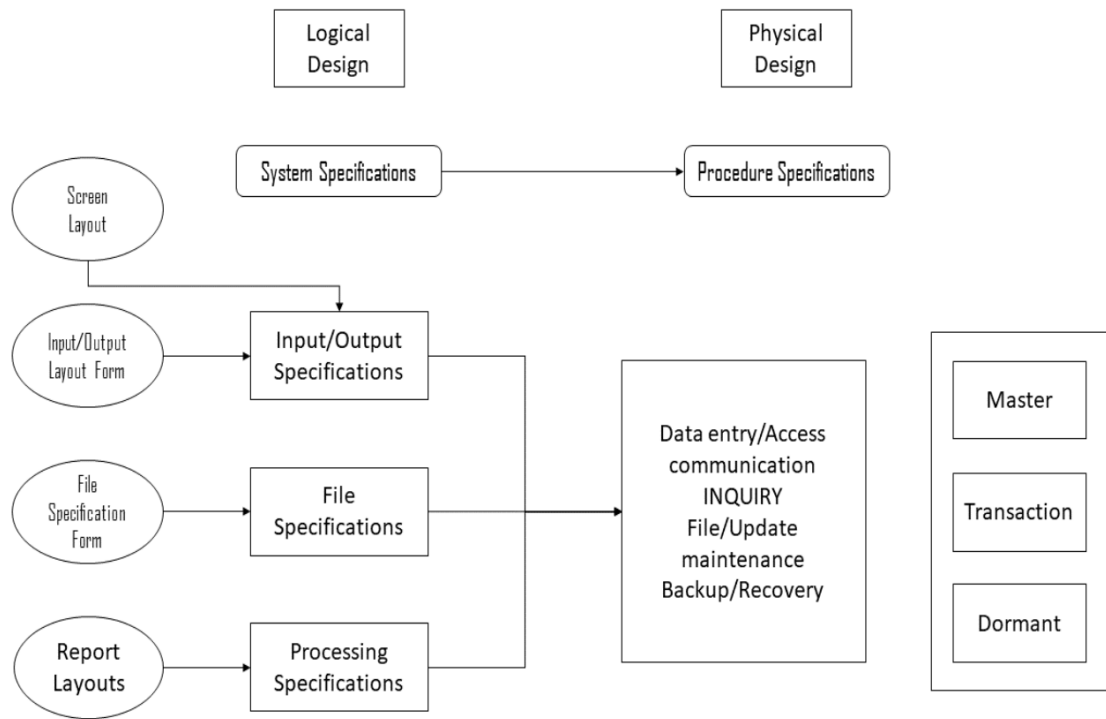 Logical
Design
Physical
Design
System Specifications
Procedure Specifications
Screen
Layout
Input/Output
Layout Form
Input/Output
Specifications
File
Specification
Form
File
Specifications
Report
Layouts
Processing
Specifications
Data entry/Access
communication
INQUIRY
File/Update
maintenance
Backup/Recovery
Master
Transaction
Dormant